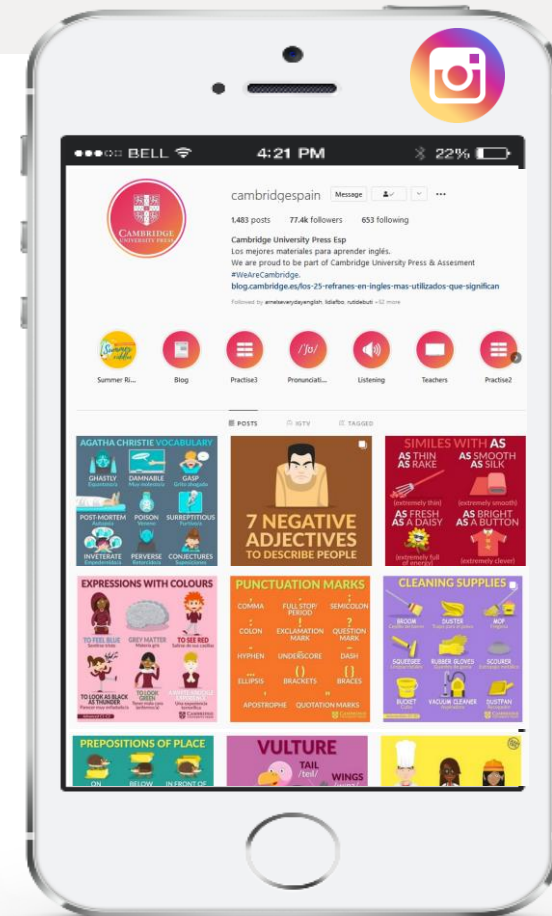 BELL 4:21 PM 22%
cambridgespain Message
1,483 posts 77.4k followers 653 following
CAMBRIDGE
UNIVERSITY PRESS
Cambridge University Press Esp
Los mejores materiales para aprender inglés.
We are proud to be part of Cambridge University Press & Assesment
#WeAreCambridge.
blog.cambridge.es/los-25-refranes-en-ingles-mas-utilizados-que-significan
Followed by
Summer Ri... Blog Practise3 Pronunciati... Listening Teachers Practise2
/ˈʃʊ/
POSTS IGTV TAGGED
AGATHA CHRISTIE VOCABULARY
GHASTLY DAMNABLE GASP
POST-MORTEM POISON SURREPTITIOUS
INVETERATE PERVERSE CONJECTURES
7 NEGATIVE
ADJECTIVES
TO DESCRIBE PEOPLE
SIMILES WITH AS
AS THIN
AS RAKE
(extremely thin)
AS SMOOTH
AS SILK
(extremely smooth)
AS FRESH
AS A DAISY
(extremely full
of energy)
AS BRIGHT
AS A BUTTON
(extremely clever)
EXPRESSIONS WITH COLOURS
TO FEEL BLUE GREY MATTER TO SEE RED
TO LOOK AS BLACK
AS THUNDER
TO LOOK
GREEN
PUNCTUATION MARKS
COMMA FULL STOP/
PERIOD SEMICOLON
COLON EXCLAMATION
MARK QUESTION
MARK
HYPHEN UNDERSCORE DASH
ELLIPSIS BRACKETS BRACES
APOSTROPHE QUOTATION MARKS
CLEANING SUPPLIES
BROOM DUSTER MOP
SQUEEGEE RUBBER GLOVES SCOURER
BUCKET VACUUM CLEANER DUSTPAN
PREPOSITIONS OF PLACE
ON BELOW IN FRONT OF
VULTURE
TAIL
/teɪl/
WINGS